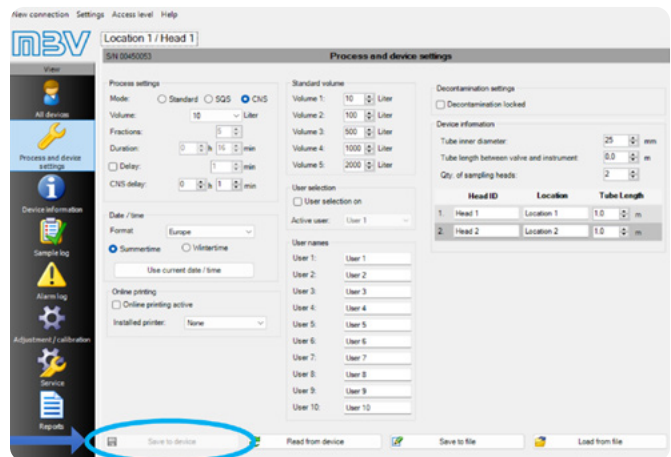 View connection Settings Access level Help
MBV
Location 1 / Head 1
S/N 00450053
Process and device settings
View
All devices
Process and device settings
Device information
Sample log
Alarm log
Adjustment / calibration
Service
Reports
Process settings
Mode: Standard SQS CNS
Volume: 10 Liter
Fractions: 5
Duration: 0 h 16 min
Delay: 1 min
CNS delay: 0 h 1 min
Date / time
Format: Europe
Summertime Wintertime
Use current date / time
Online printing
Online printing active
Installed printer: None
Standard volume
Volume 1: 10 Liter
Volume 2: 100 Liter
Volume 3: 500 Liter
Volume 4: 1000 Liter
Volume 5: 2000 Liter
User selection
User selection on
Active user: User 1
User names
User 1: User 1
User 2: User 2
User 3: User 3
User 4: User 4
User 5: User 5
User 6: User 6
User 7: User 7
User 8: User 8
User 9: User 9
User 10: User 10
Decontamination settings
Decontamination locked
Device information
Tube inner diameter: 25 mm
Tube length between valve and instrument: 0.0 m
Qty. of sampling heads: 2
Head ID Location Tube Length
1. Head 1 Location 1 1.0 m
2. Head 2 Location 2 1.0 m
Save to device
Read from device
Save to file
Load from file